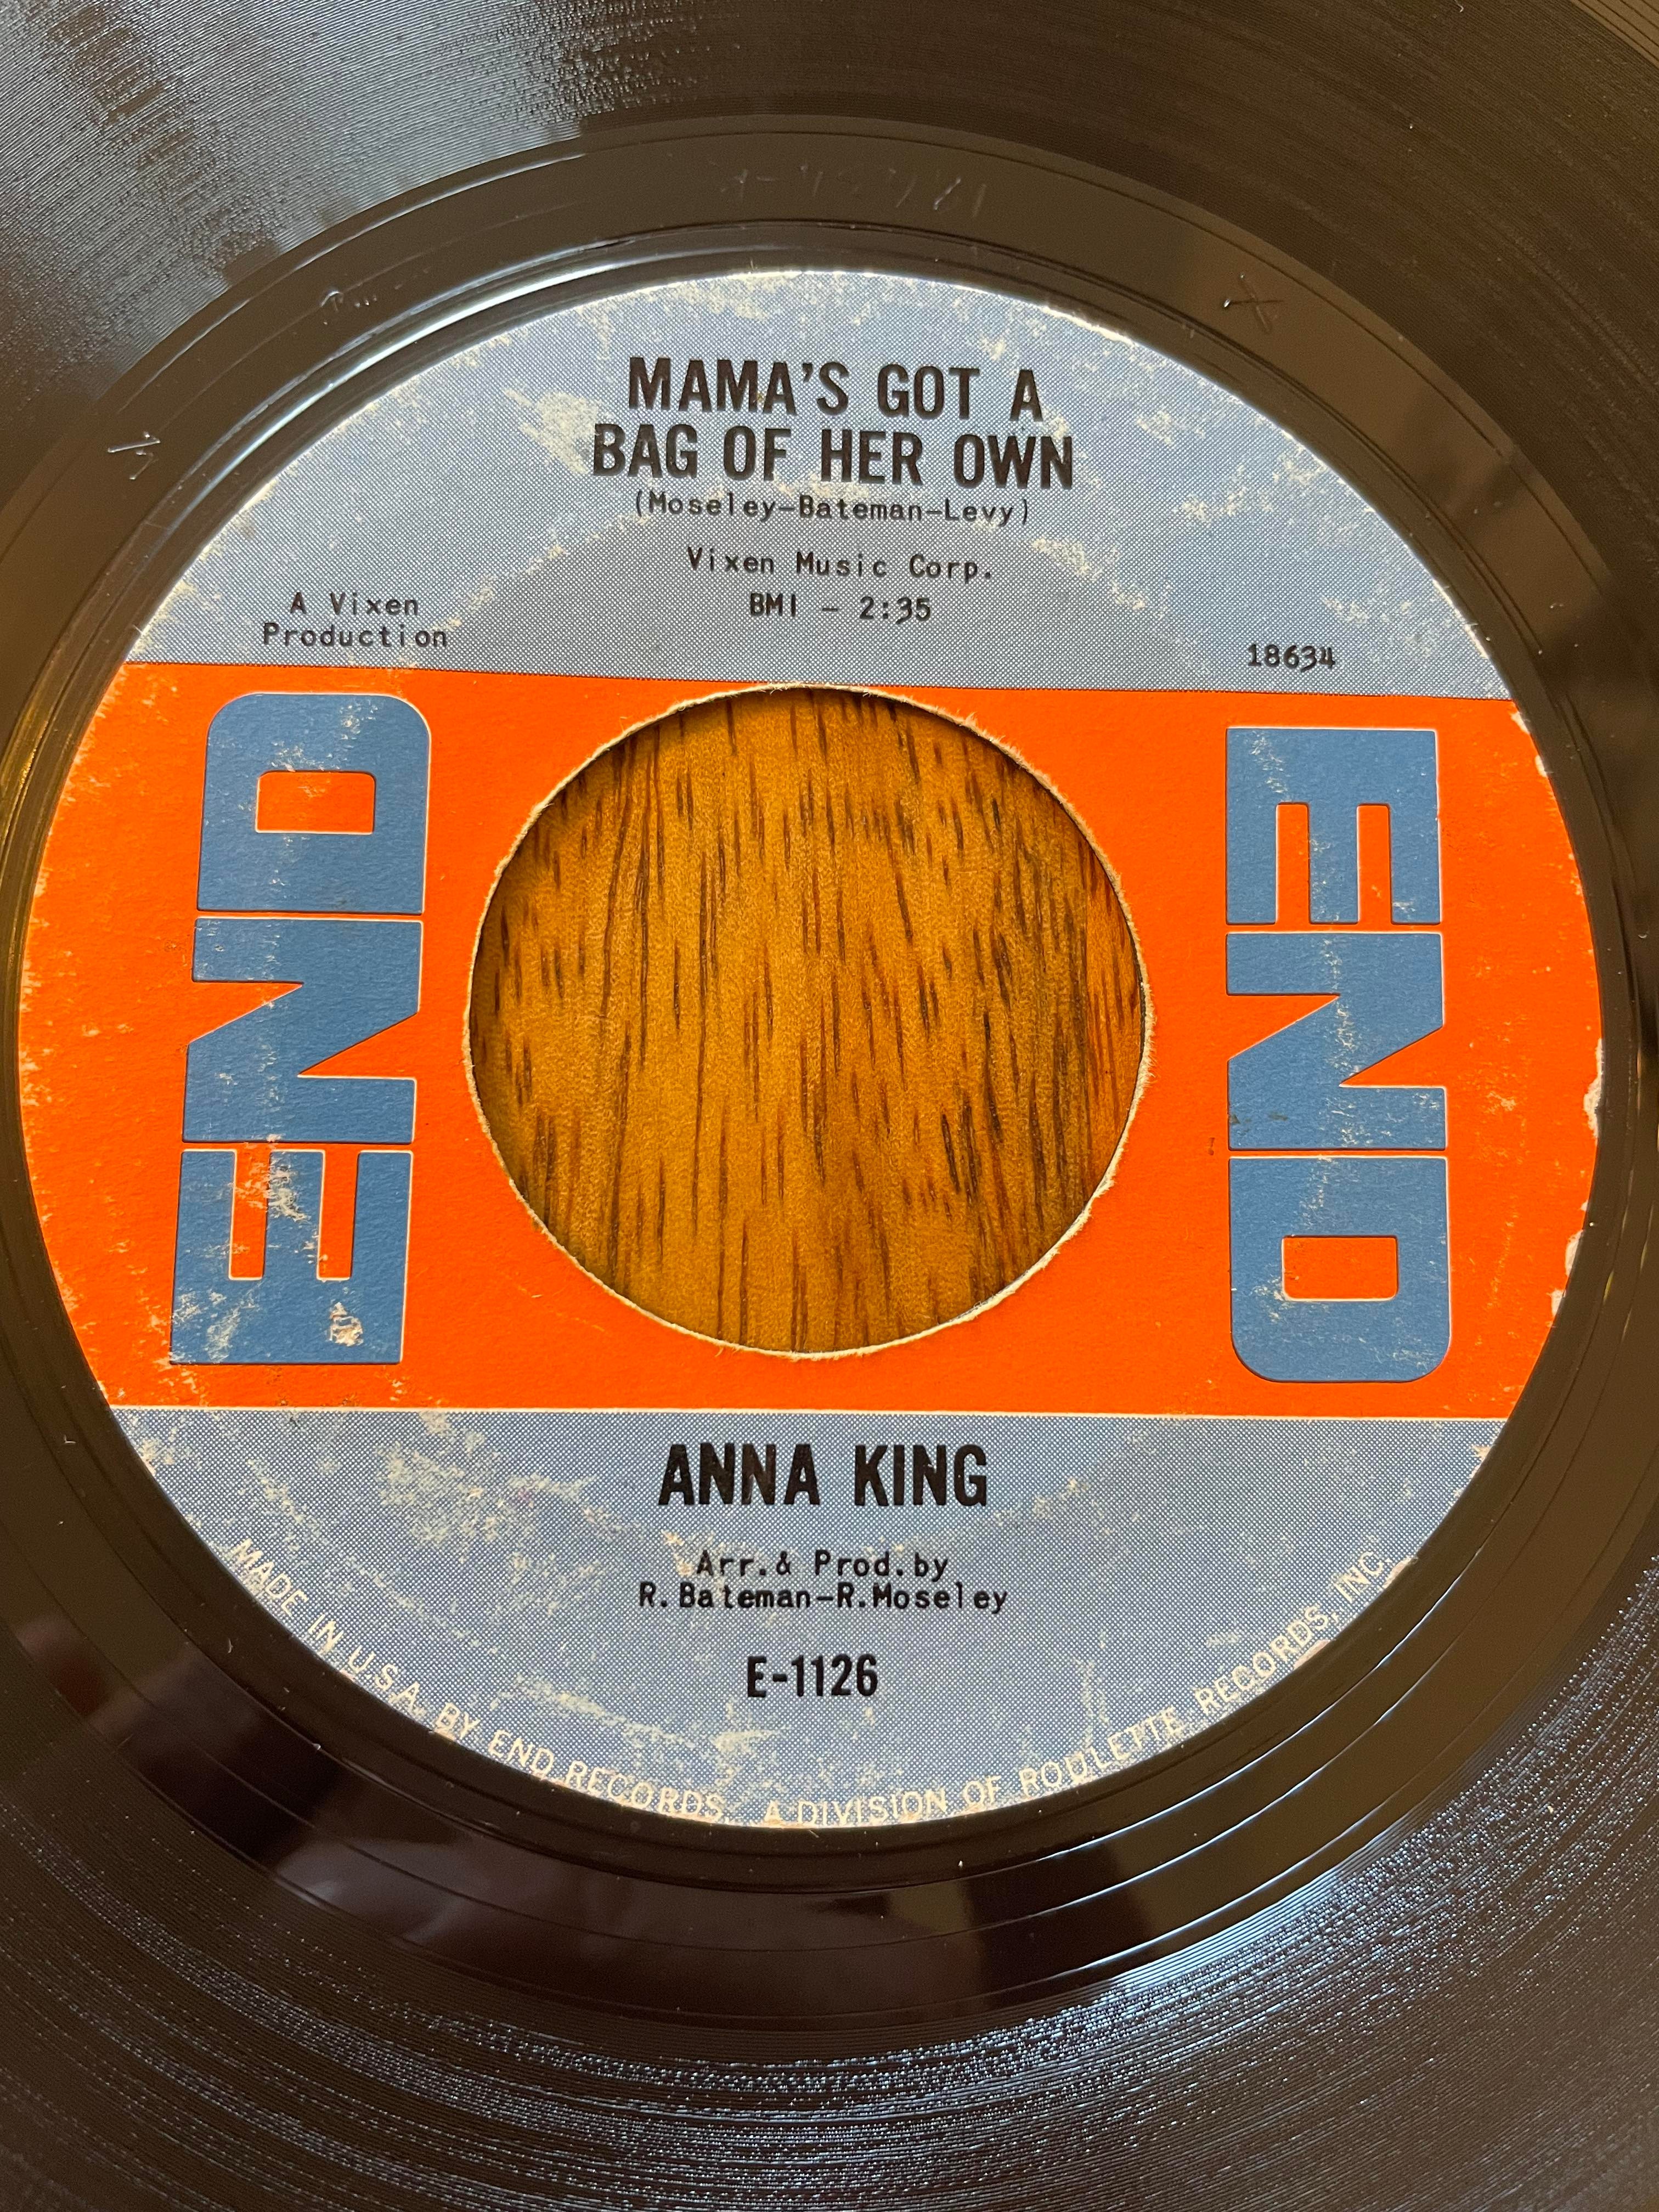 MAMA'S GOT A
BAG OF HER OWN
(Moseley-Bateman-Levy)
Vixen Music Corp.
BMI - 2:35
A Vixen
Production
18634
END
END
ANNA KING
Arr.& Prod.by
R.Bateman-R.Moseley
E-1126
MADE IN U.S.A. BY END RECORDS, A DIVISION OF ROULETTE RECORDS, INC.